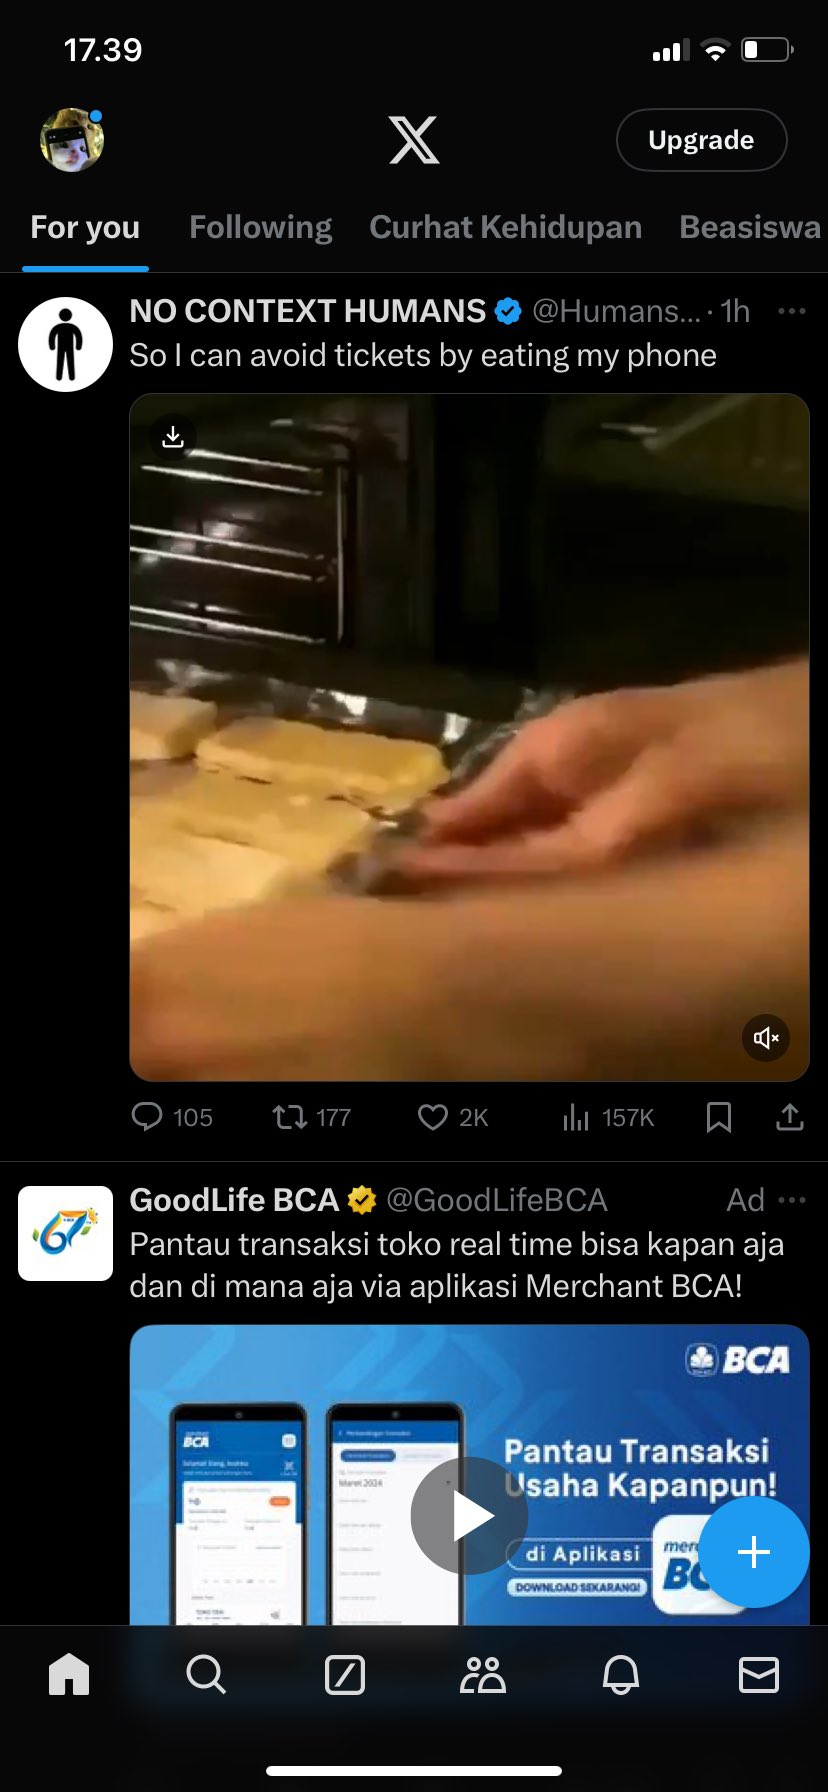 17.39
Upgrade
For you Following Curhat Kehidupan Beasiswa
NO CONTEXT HUMANS @Humans... · 1h
So I can avoid tickets by eating my phone
105 177 2K 157K
GoodLife BCA @GoodLifeBCA Ad
Pantau transaksi toko real time bisa kapan aja
dan di mana aja via aplikasi Merchant BCA!
BCA
BCA
Maret 2024
Pantau Transaksi
Usaha Kapanpun!
di Aplikasi
DOWNLOAD SEKARANG!
67